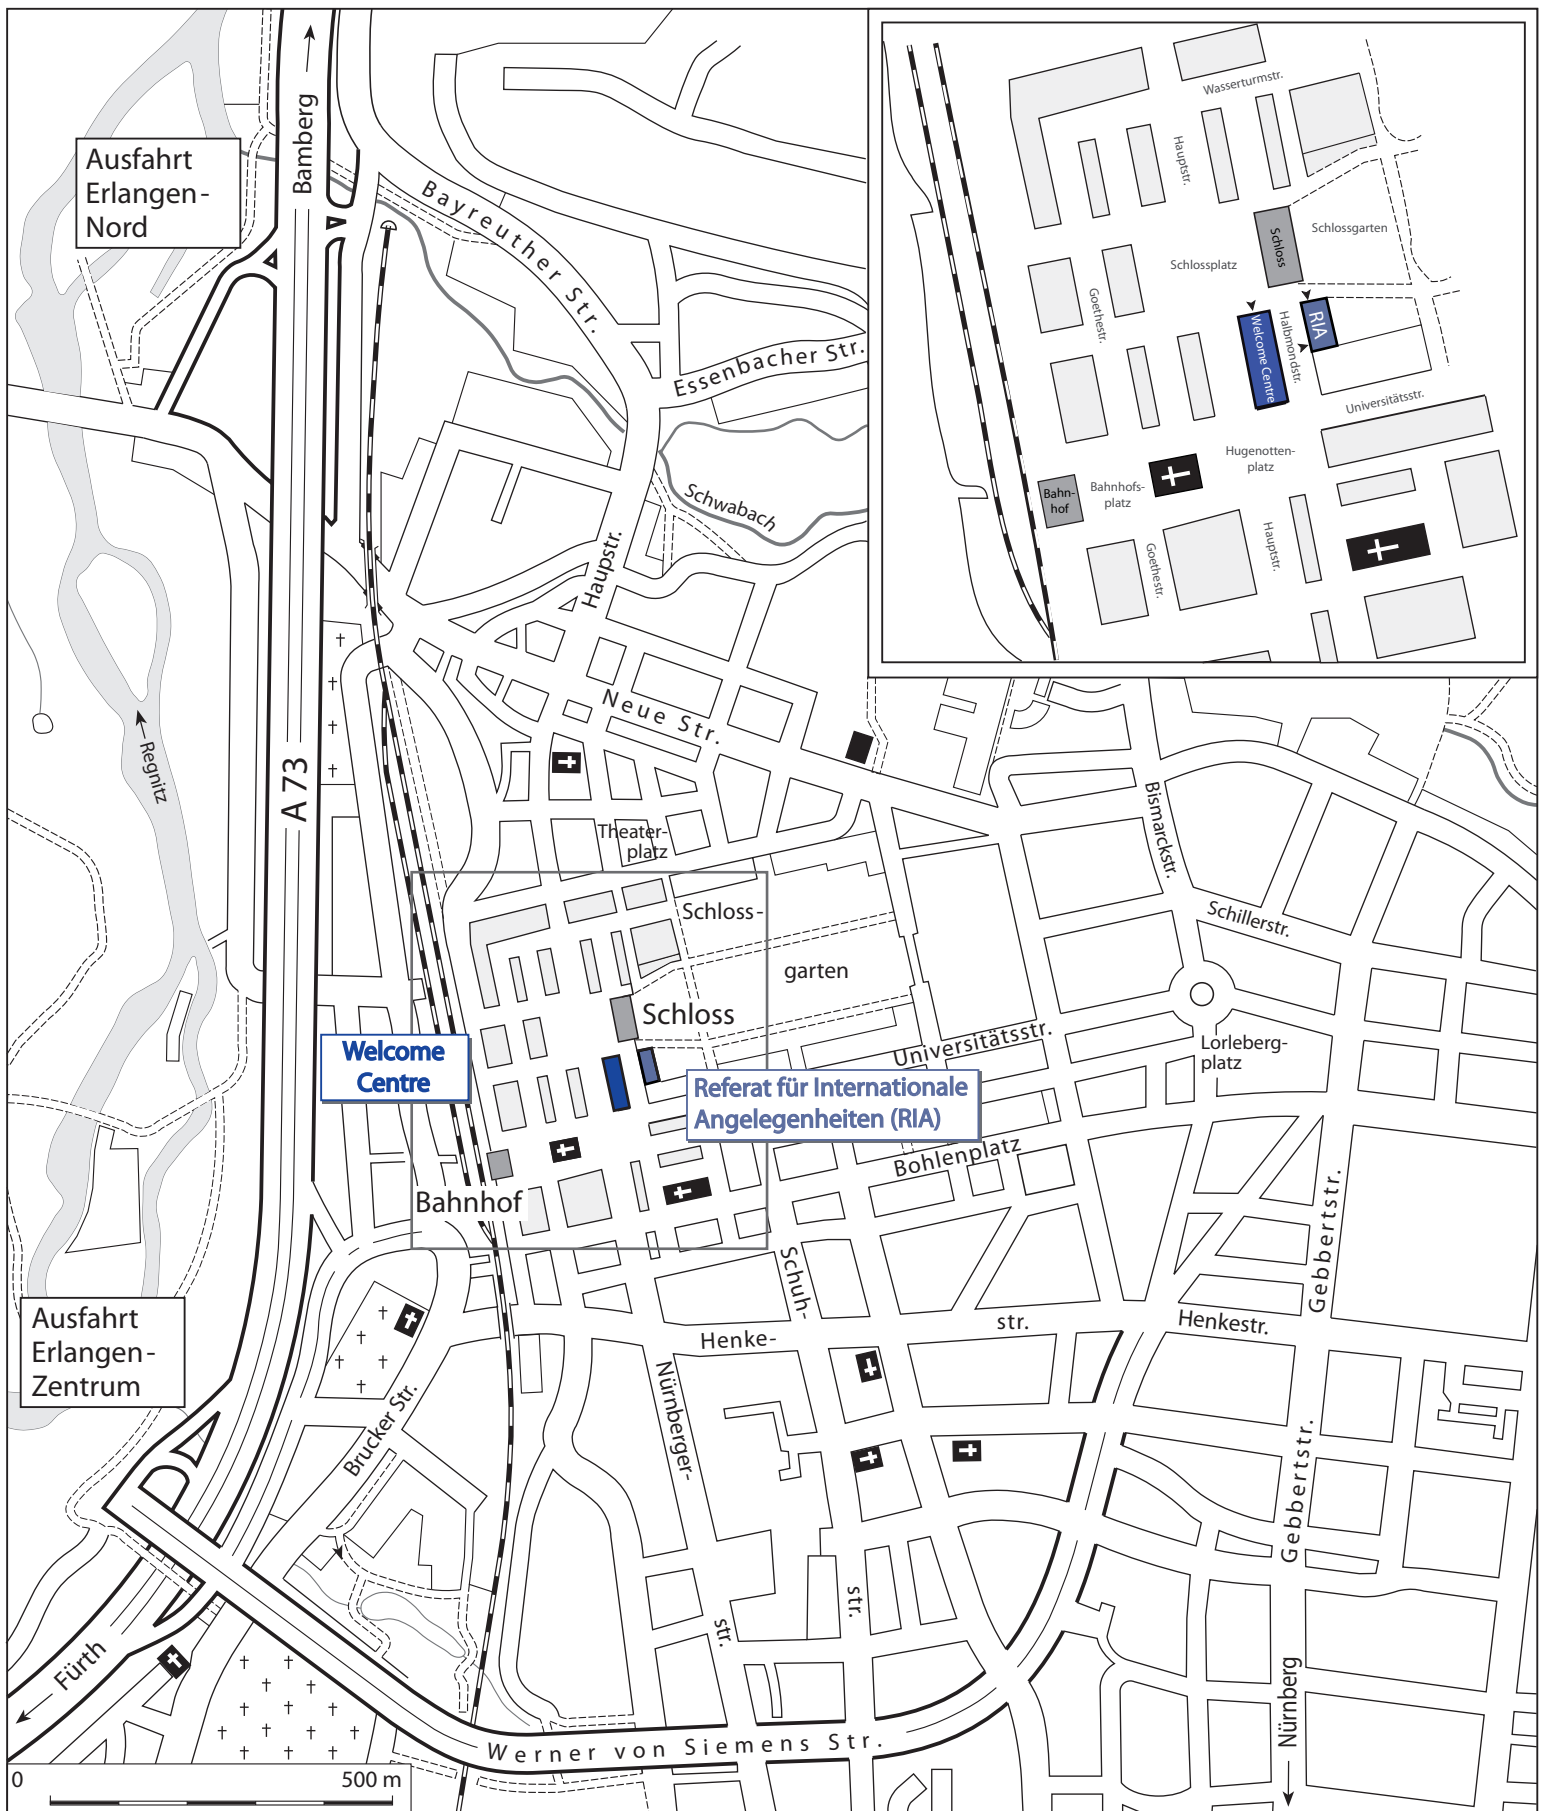 Bamberg
Ausfahrt
Erlangen-
Nord
Bayreuther Str.
Essenbacher Str.
Schwabach
Haupstr.
Neue Str.
Regnitz
A 73
Theater-
platz
Bismarckstr.
Schillerstr.
Schloss-
garten
Schloss
Welcome
Centre
Universitätsstr.
Lorleberg-
platz
Referat für Internationale
Angelegenheiten (RIA)
Bohlenplatz
Bahnhof
Schuh-
str.
Gebbertstr.
Henke-
str.
Henkestr.
Ausfahrt
Erlangen-
Zentrum
Nürnberger-
str.
Brucker Str.
Gebbertstr.
Fürth
Nürnberg
Werner von Siemens Str.
0 500 m
Wasserturmstr.
Hauptstr.
Schloss
Schlossgarten
Schlossplatz
Goethestr.
Welcome Centre
Halbmondstr.
RIA
Universitätsstr.
Hugenotten-
platz
Bahn-
hof
Bahnhofs-
platz
Goethestr.
Hauptstr.